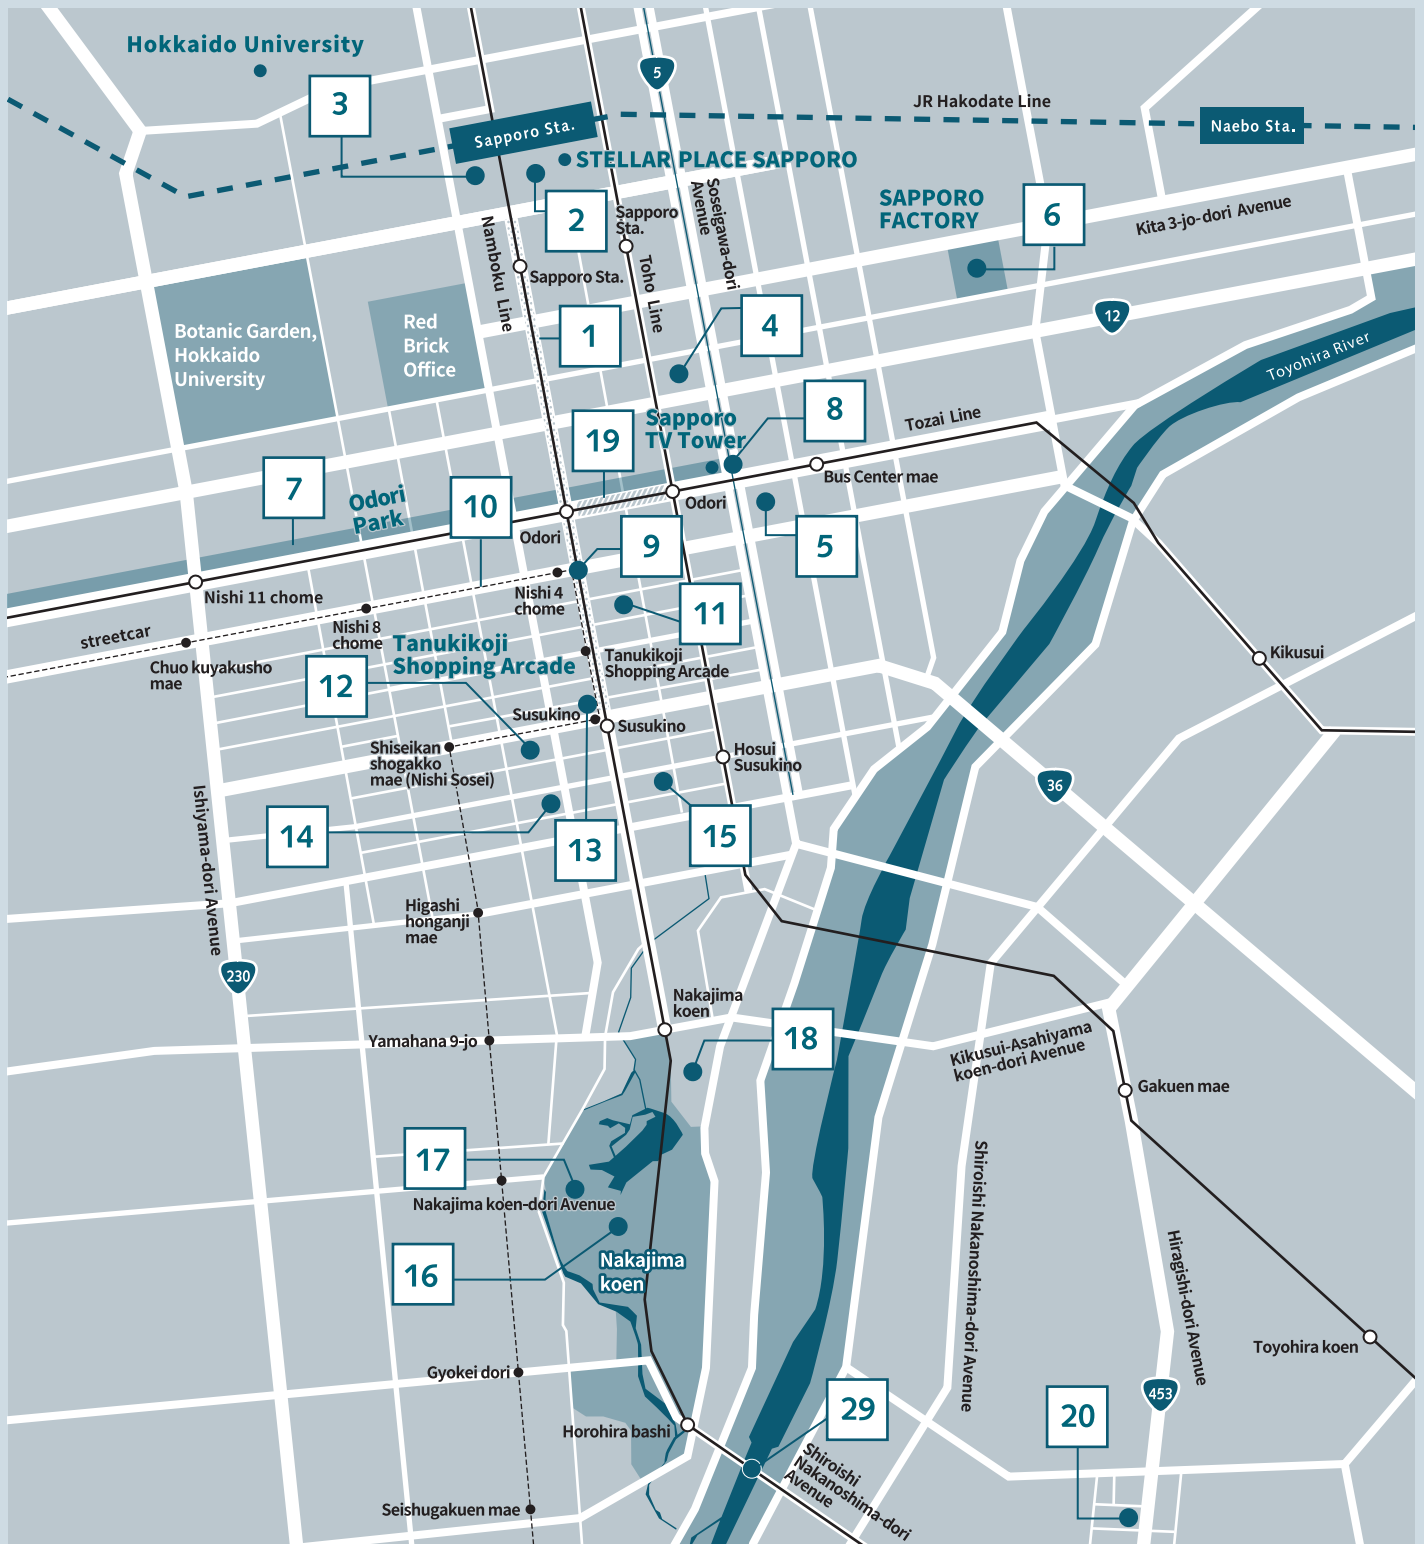 Hokkaido University
3
5
JR Hakodate Line
Sapporo Sta.
Naebo Sta.
STELLAR PLACE SAPPORO
Soseigawa-dori
Avenue
SAPPORO
FACTORY
6
2
Sapporo
Sta.
Kita 3-jo-dori Avenue
Namboku Line
Sapporo Sta.
Toho Line
Botanic Garden,
Hokkaido
University
Red
Brick
Office
1
4
12
Toyohira River
19
Sapporo
TV Tower
8
Tozai Line
7
Odori
Park
10
Bus Center mae
Odori
Odori
9
5
Nishi 11 chome
Nishi 4
chome
11
streetcar
Nishi 8
chome
Tanukikoji
Shopping Arcade
Tanukikoji
Shopping Arcade
Kikusui
Chuo kuyakusho
mae
12
Susukino
Susukino
Shiseikan
shogakko
mae (Nishi Sosei)
Hosui
Susukino
36
Ishiyama-dori Avenue
14
13
15
Higashi
honganji
mae
230
Nakajima
koen
Yamahana 9-jo
18
Kikusui-Asahiyama
koen-dori Avenue
Gakuen mae
17
Nakajima koen-dori Avenue
Shiroishi Nakanoshima-dori Avenue
16
Nakajima
koen
Hiragishi-dori Avenue
Toyohira koen
Gyokei dori
29
453
20
Horohira bashi
Shiroishi
Nakanoshima-dori
Avenue
Seishugakuen mae